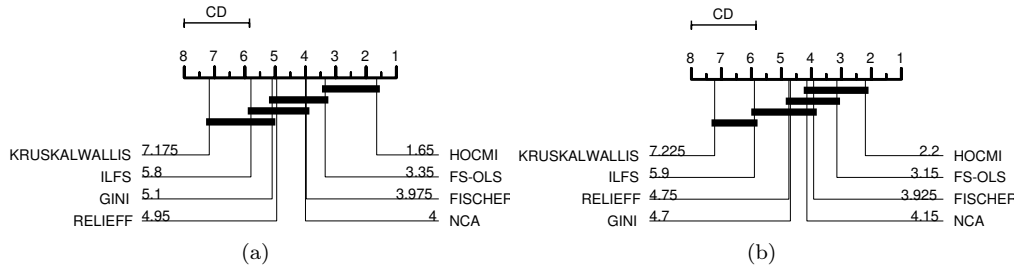 CD
8 7 6 5 4 3 2 1
KRUSKALWALLIS 7.175 1.65 HOCMI
ILFS 5.8 3.35 FS-OLS
GINI 5.1 3.975 FISCHER
RELIEFF 4.95 4 NCA
(a)
CD
8 7 6 5 4 3 2 1
KRUSKALWALLIS 7.225 2.2 HOCMI
ILFS 5.9 3.15 FS-OLS
RELIEFF 4.75 3.925 FISCHER
GINI 4.7 4.15 NCA
(b)